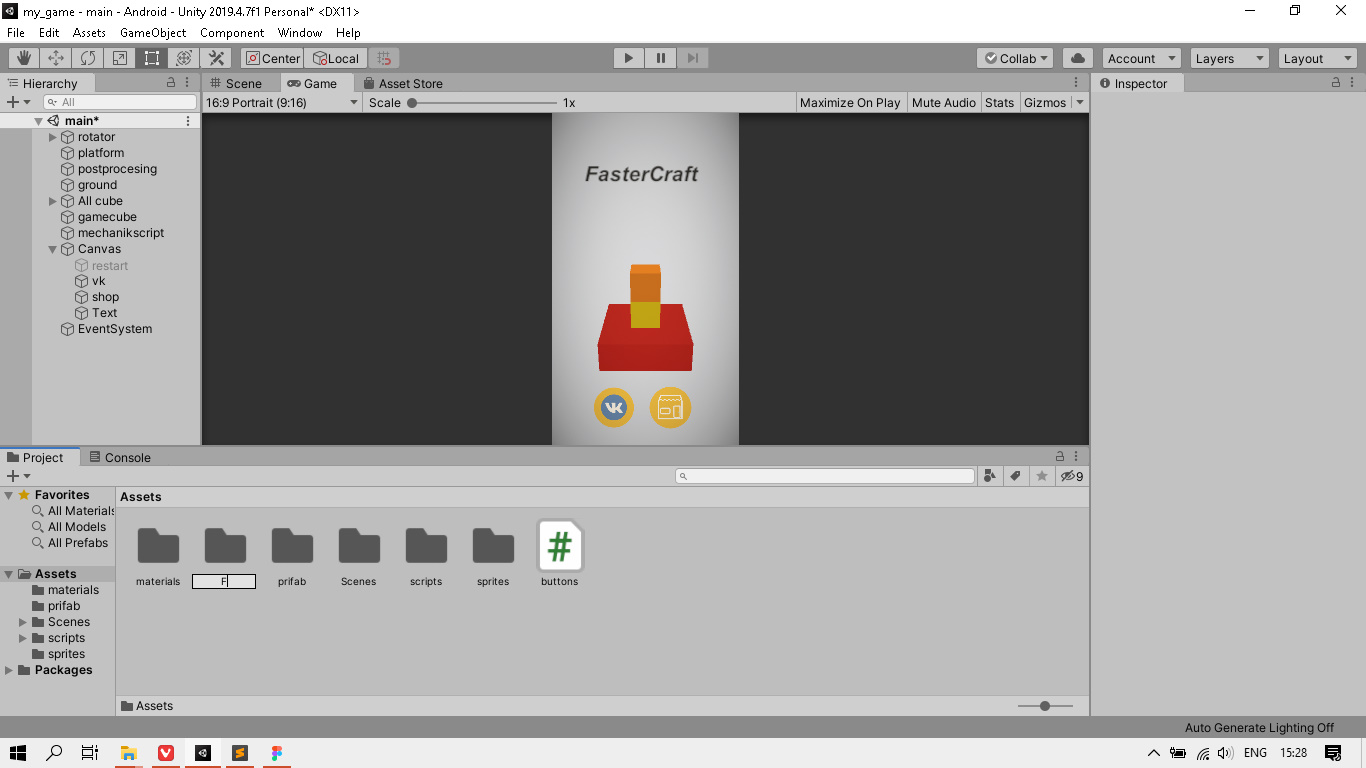 my_game - main - Android - Unity 2019.4.7f1 Personal* <DX11>
File Edit Assets GameObject Component Window Help
Center Local Collab Account Layers Layout
Hierarchy Scene Game Asset Store Inspector
All 16:9 Portrait (9:16) Scale 1x Maximize On Play Mute Audio Stats Gizmos
main*
rotator
platform
postprocesing
ground
All cube
gamecube
mechanikscript
Canvas
restart
vk
shop
Text
EventSystem
FasterCraft
Project Console
9
Favorites
All Materials
All Models
All Prefabs
Assets
materials
prifab
Scenes
scripts
sprites
Packages
Assets
materials F prifab Scenes scripts sprites buttons
Assets
Auto Generate Lighting Off
ENG 15:28